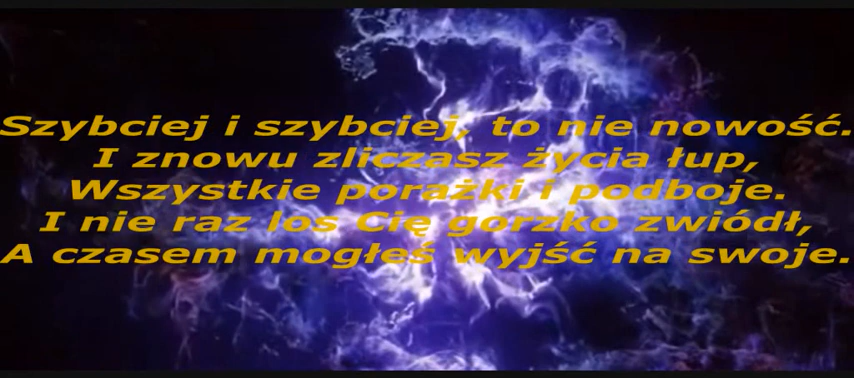 Szybciej i szybciej, to nie nowość.
I znowu zliczasz życia łup,
Wszystkie porażki i podboje.
I nie raz los Cię gorzko zwiódł,
A czasem mogłeś wyjść na swoje.